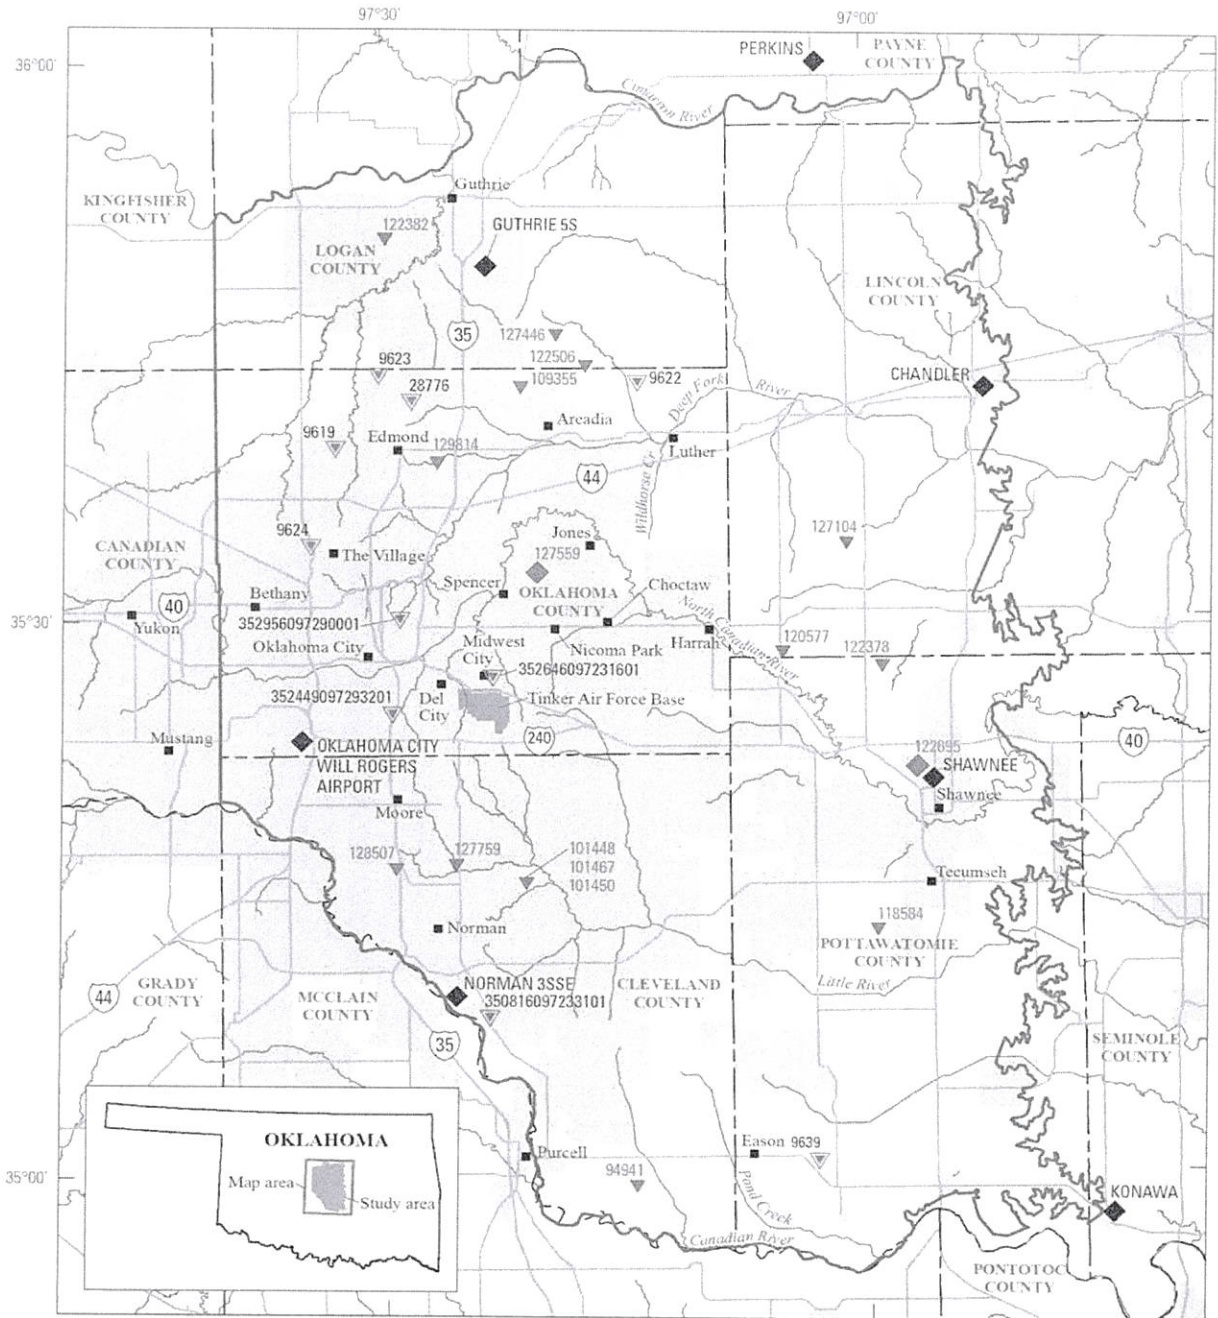 97°30'
97°00'
36°00'
PERKINS
PAYNE
COUNTY
Cimarron River
KINGFISHER
COUNTY
Guthrie
122382
GUTHRIE 5S
LOGAN
COUNTY
LINCOLN
COUNTY
35
127446
122506
9623
109355
9622
28776
CHANDLER
Deep Fork
River
Arcadia
9619
Edmond
129814
Luther
44
Wildhorse Cr
127104
9624
Jones
127559
The Village
CANADIAN
COUNTY
Spencer
OKLAHOMA
COUNTY
Choctaw
Bethany
40
Yukon
352956097290001
North Canadian River
35°30'
Oklahoma City
Midwest
City
Nicoma Park
Harrah
120577
122378
352646097231601
352449097293201
Del
City
Tinker Air Force Base
Mustang
240
40
OKLAHOMA CITY
WILL ROGERS
AIRPORT
122695
SHAWNEE
Shawnee
Moore
128507
127759
101448
101467
101450
Tecumseh
118584
Norman
POTTAWATOMIE
COUNTY
Little River
GRADY
COUNTY
44
MCCLAIN
COUNTY
NORMAN 3SSE
350816097233101
CLEVELAND
COUNTY
35
SEMINOLE
COUNTY
OKLAHOMA
Map area
Study area
Purcell
Eason 9639
94941
35°00'
Pond Creek
KONAWA
Canadian River
PONTOTOC
COUNTY